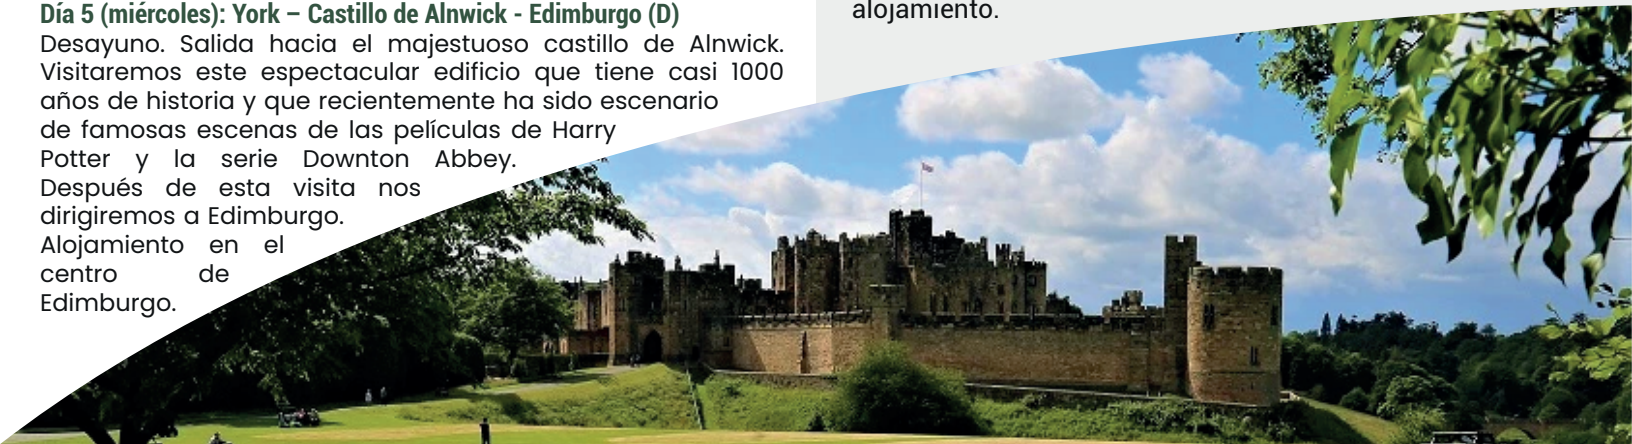 Día 5 (miércoles): York – Castillo de Alnwick - Edimburgo (D)
Desayuno. Salida hacia el majestuoso castillo de Alnwick.
Visitaremos este espectacular edificio que tiene casi 1000
años de historia y que recientemente ha sido escenario
de famosas escenas de las películas de Harry
Potter y la serie Downton Abbey.
Después de esta visita nos
dirigiremos a Edimburgo.
Alojamiento en el
centro de
Edimburgo.
alojamiento.